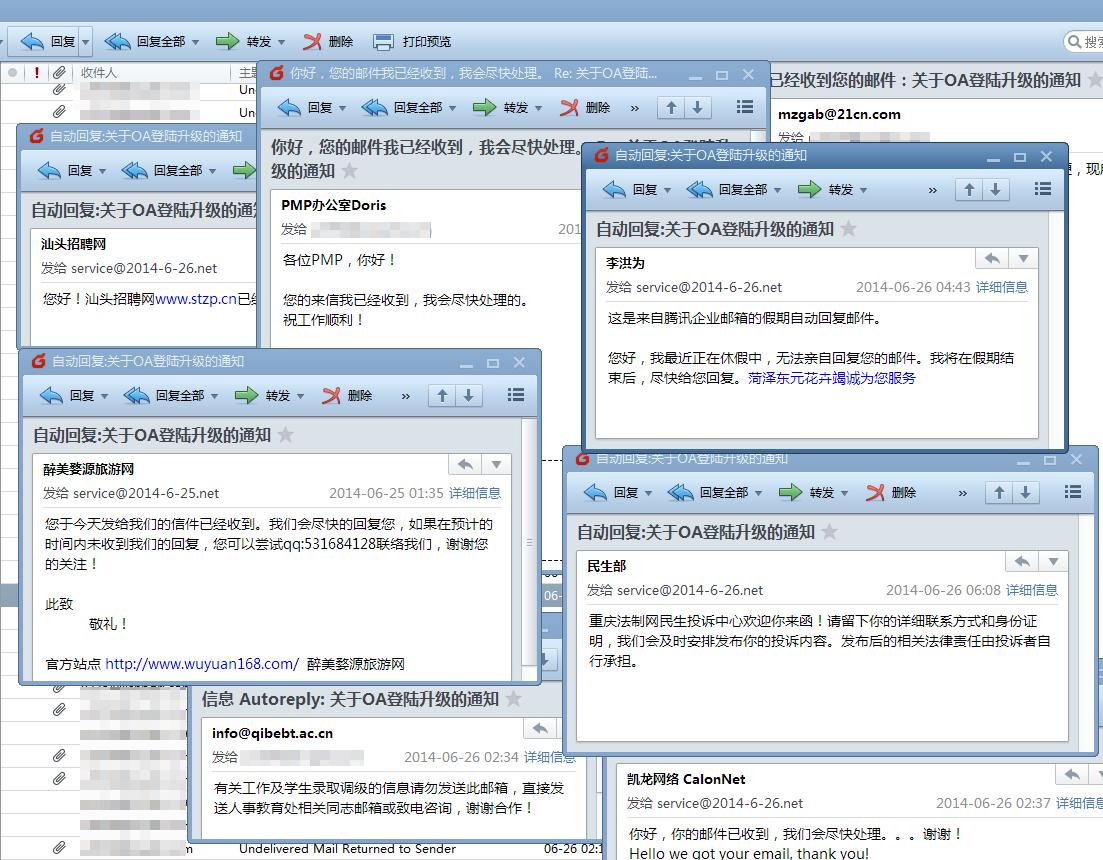 回复 回复全部 转发 删除 打印预览
收件人
Un
Un
你好，您的邮件我已经收到，我会尽快处理。 Re: 关于OA登陆...
回复 回复全部 转发 删除 »
你好，您的邮件我已经收到，我会尽快处理。
级的通知
PMP办公室Doris
发给
201
各位PMP，你好！
您的来信我已经收到，我会尽快处理的。
祝工作顺利！
已经收到您的邮件：关于OA登陆升级的通知
mzgab@21cn.com
发给
自动回复:关于OA登陆升级的通知
回复 回复全部
自动回复:关于OA登陆升级的通
汕头招聘网
发给 service@2014-6-26.net
您好！汕头招聘网www.stzp.cn已
自动回复:关于OA登陆升级的通知
回复 回复全部 转发 »
自动回复:关于OA登陆升级的通知
李洪为
发给 service@2014-6-26.net 2014-06-26 04:43 详细信息
这是来自腾讯企业邮箱的假期自动回复邮件。
您好，我最近正在休假中，无法亲自回复您的邮件。我将在假期结
束后，尽快给您回复。菏泽东元花卉竭诚为您服务
自动回复:关于OA登陆升级的通知
回复 回复全部 转发 删除 »
自动回复:关于OA登陆升级的通知
醉美婺源旅游网
发给 service@2014-6-25.net 2014-06-25 01:35 详细信息
您于今天发给我们的信件已经收到。我们会尽快的回复您，如果在预计的
时间内未收到我们的回复，您可以尝试qq:531684128联络我们，谢谢您
的关注！
此致
敬礼！
官方站点 http://www.wuyuan168.com/ 醉美婺源旅游网
自动回复:关于OA登陆升级的通知
回复 回复全部 转发 删除 »
自动回复:关于OA登陆升级的通知
民生部
发给 service@2014-6-26.net 2014-06-26 06:08 详细信息
重庆法制网民生投诉中心欢迎你来函！请留下你的详细联系方式和身份证
明，我们会及时安排发布你的投诉内容。发布后的相关法律责任由投诉者自
行承担。
06-
信息 Autoreply: 关于OA登陆升级的通知
info@qibebt.ac.cn
发给 2014-06-26 02:34 详细信息
有关工作及学生录取调级的信息请勿发送此邮箱，直接发
送人事教育处相关同志邮箱或致电咨询，谢谢合作！
Undelivered Mail Returned to Sender 06-26 02:1
凯龙网络 CalonNet
发给 service@2014-6-26.net 2014-06-26 02:37 详细信息
你好，你的邮件已收到，我们会尽快处理。。。谢谢！
Hello we got your email, thank you!